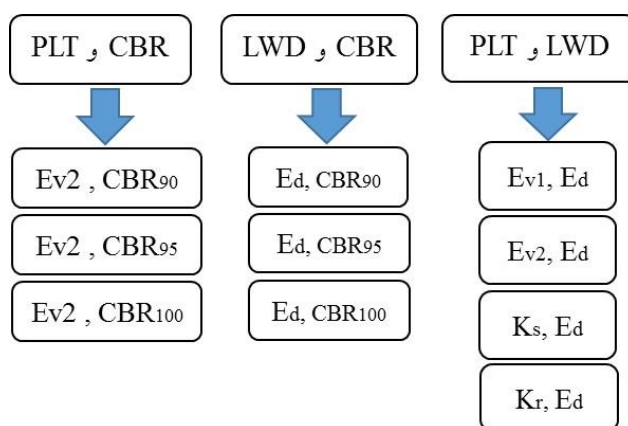 PLT و CBR
Ev2 , CBR90
Ev2 , CBR95
Ev2 , CBR100
LWD و CBR
Ed, CBR90
Ed, CBR95
Ed, CBR100
PLT و LWD
Ev1, Ed
Ev2, Ed
Ks, Ed
Kr, Ed